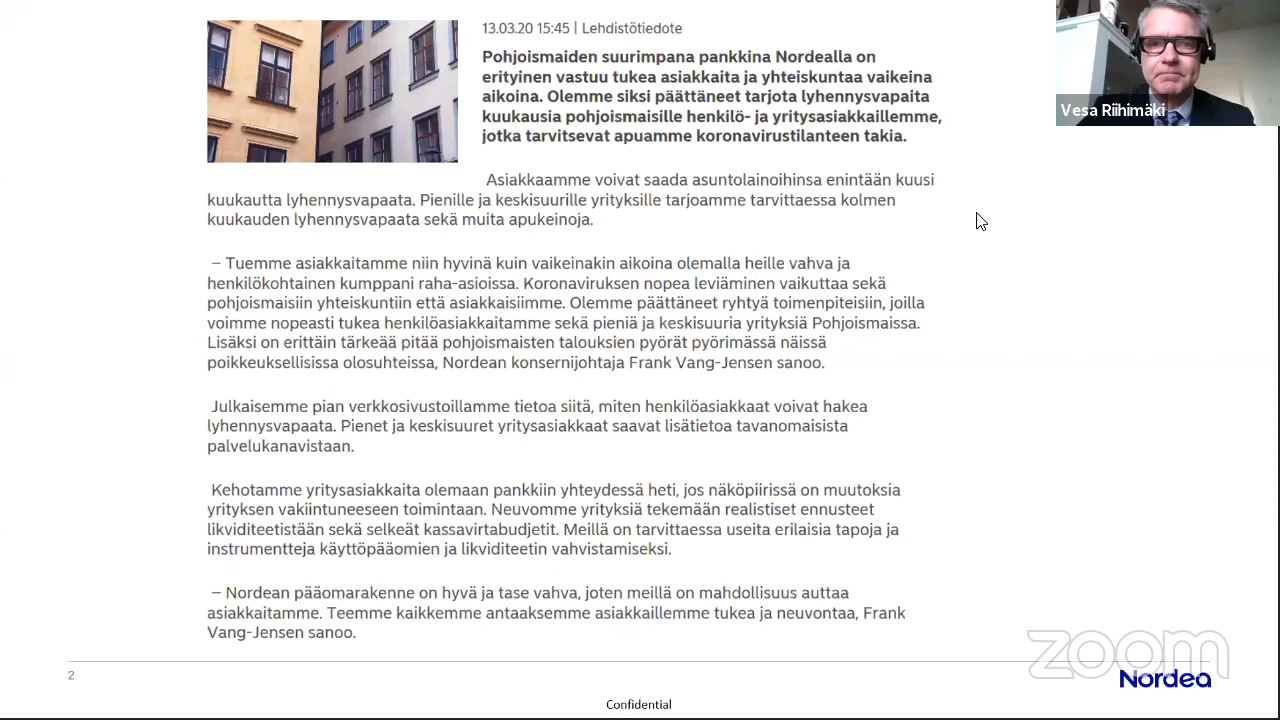 13.03.20 15:45 | Lehdistötiedote
Pohjoismaiden suurimpana pankkina Nordealla on
erityinen vastuu tukea asiakkaita ja yhteiskuntaa vaikeina
aikoina. Olemme siksi päättäneet tarjota lyhennysvapaita
kuukausia pohjoismaisille henkilö- ja yritysasiakkaillemme,
jotka tarvitsevat apuamme koronavirustilanteen takia.
Asiakkaamme voivat saada asuntolainoihinsa enintään kuusi
kuukautta lyhennysvapaata. Pienille ja keskisuurille yrityksille tarjoamme tarvittaessa kolmen
kuukauden lyhennysvapaata sekä muita apukeinoja.
– Tuemme asiakkaitamme niin hyvinä kuin vaikeinakin aikoina olemalla heille vahva ja
henkilökohtainen kumppani raha-asioissa. Koronaviruksen nopea leviäminen vaikuttaa sekä
pohjoismaisiin yhteiskuntiin että asiakkaisiimme. Olemme päättäneet ryhtyä toimenpiteisiin, joilla
voimme nopeasti tukea henkilöasiakkaitamme sekä pieniä ja keskisuuria yrityksiä Pohjoismaissa.
Lisäksi on erittäin tärkeää pitää pohjoismaisten talouksien pyörät pyörimässä näissä
poikkeuksellisissa olosuhteissa, Nordean konsernijohtaja Frank Vang-Jensen sanoo.
Julkaisemme pian verkkosivustoillamme tietoa siitä, miten henkilöasiakkaat voivat hakea
lyhennysvapaata. Pienet ja keskisuuret yritysasiakkaat saavat lisätietoa tavanomaisista
palvelukanavistaan.
Kehotamme yritysasiakkaita olemaan pankkiin yhteydessä heti, jos näköpiirissä on muutoksia
yrityksen vakiintuneeseen toimintaan. Neuvomme yrityksiä tekemään realistiset ennusteet
likviditeetistään sekä selkeät kassavirtabudjetit. Meillä on tarvittaessa useita erilaisia tapoja ja
instrumentteja käyttöpääomien ja likviditeetin vahvistamiseksi.
– Nordean pääomarakenne on hyvä ja tase vahva, joten meillä on mahdollisuus auttaa
asiakkaitamme. Teemme kaikkemme antaaksemme asiakkaillemme tukea ja neuvontaa, Frank
Vang-Jensen sanoo.
Vesa Riihimäki
2
Confidential
zoom
Nordea